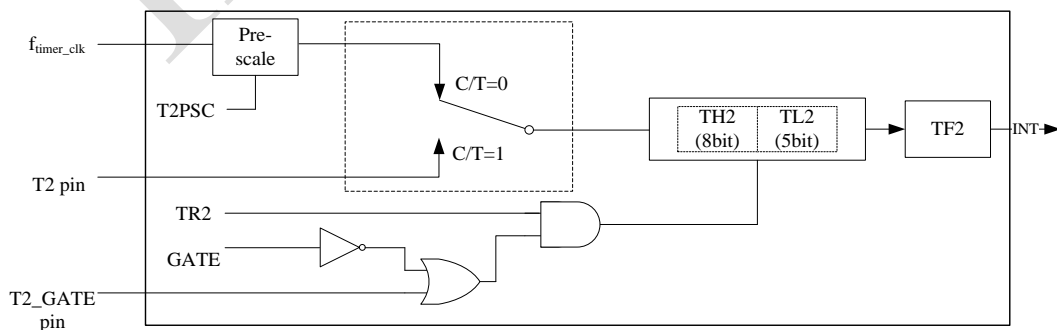 f_timer_clk
Pre-
scale
T2PSC
C/T=0
C/T=1
T2 pin
TH2
(8bit)
TL2
(5bit)
TF2
INT
TR2
GATE
T2_GATE
pin